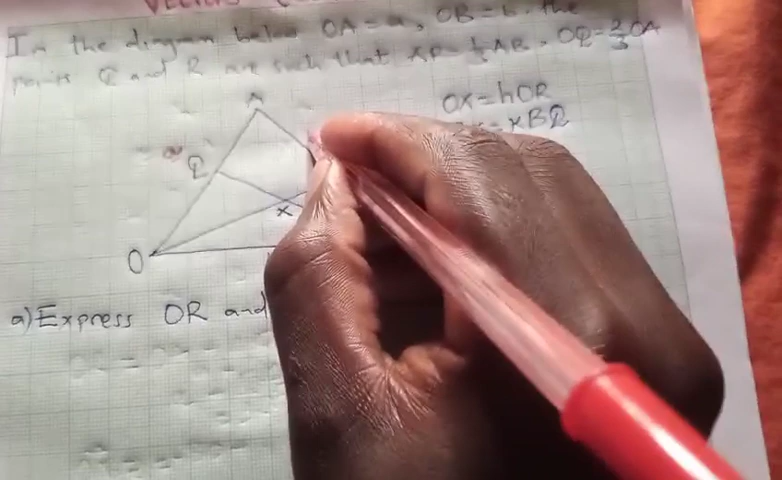 In the diagram below OA = a, OB = b. The
points Q and R are such that AR = ⅓AB, OQ = ⅔OA
OX = hOR
= KBQ
A
a
Q
X
O
a) Express OR and